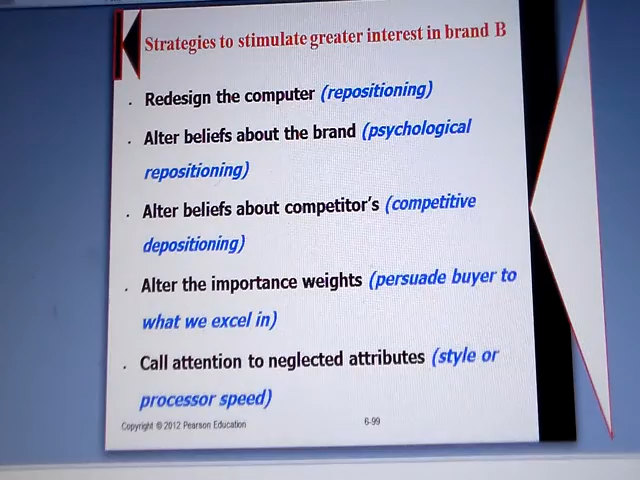 Strategies to stimulate greater interest in brand B
. Redesign the computer (repositioning)
. Alter beliefs about the brand (psychological
repositioning)
. Alter beliefs about competitor's (competitive
depositioning)
. Alter the importance weights (persuade buyer to
what we excel in)
. Call attention to neglected attributes (style or
processor speed)
Copyright © 2012 Pearson Education
6-99